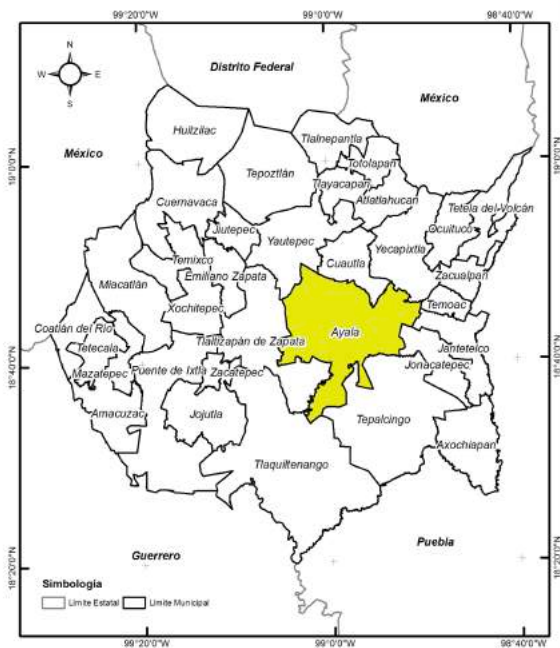 99°20'0"W 99°0'0"W 98°40'0"W
N
W E
S
Distrito Federal
México
México
Huitzilac
Tlalnepantla
19°0'0"N
19°0'0"N
Tepoztlán
Totolapan
Tlayacapan
Atlatlahucan
Cuernavaca
Tetela del Volcán
Ocuituco
Jiutepec
Yautepec
Yecapixtla
Temixco
Cuautla
Zacualpan
Emiliano Zapata
Miacatlán
Temoac
Xochitepec
Coatlán del Río
Ayala
Tlaltizapán de Zapata
Tetecala
Jantetelco
18°40'0"N
18°40'0"N
Mazatepec
Puente de Ixtla
Zacatepec
Jonacatepec
Amacuzac
Jojutla
Tepalcingo
Axochiapan
Tlaquiltenango
Guerrero
Puebla
18°20'0"N
18°20'0"N
Simbología
Límite Estatal Límite Municipal
99°20'0"W 99°0'0"W 98°40'0"W